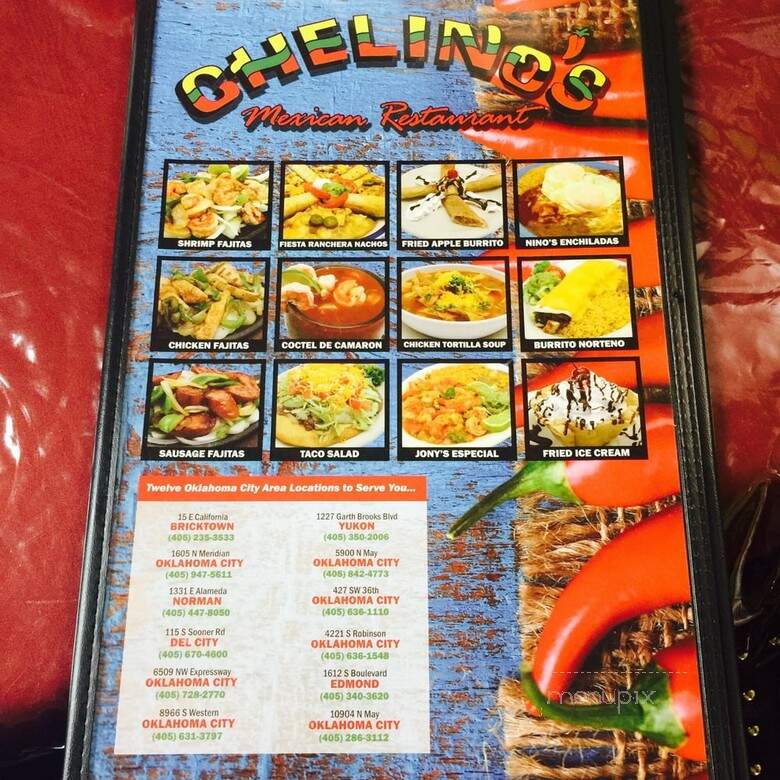 CHELINO'S
Mexican Restaurant
SHRIMP FAJITAS
FIESTA RANCHERA NACHOS
FRIED APPLE BURRITO
NINO'S ENCHILADAS
CHICKEN FAJITAS
COCTEL DE CAMARON
CHICKEN TORTILLA SOUP
BURRITO NORTENO
SAUSAGE FAJITAS
TACO SALAD
JONY'S ESPECIAL
FRIED ICE CREAM
Twelve Oklahoma City Area Locations to Serve You...
15 E California
BRICKTOWN
(405) 235-3533
1605 N Meridian
OKLAHOMA CITY
(405) 947-5611
1331 E Alameda
NORMAN
(405) 447-8050
115 S Sooner Rd
DEL CITY
(405) 670-4600
6509 NW Expressway
OKLAHOMA CITY
(405) 728-2770
8966 S Western
OKLAHOMA CITY
(405) 631-3797
1227 Garth Brooks Blvd
YUKON
(405) 350-2006
5900 N May
OKLAHOMA CITY
(405) 842-4773
427 SW 36th
OKLAHOMA CITY
(405) 636-1110
4221 S Robinson
OKLAHOMA CITY
(405) 636-1548
1612 S Boulevard
EDMOND
(405) 340-3620
10904 N May
OKLAHOMA CITY
(405) 286-3112
menupix